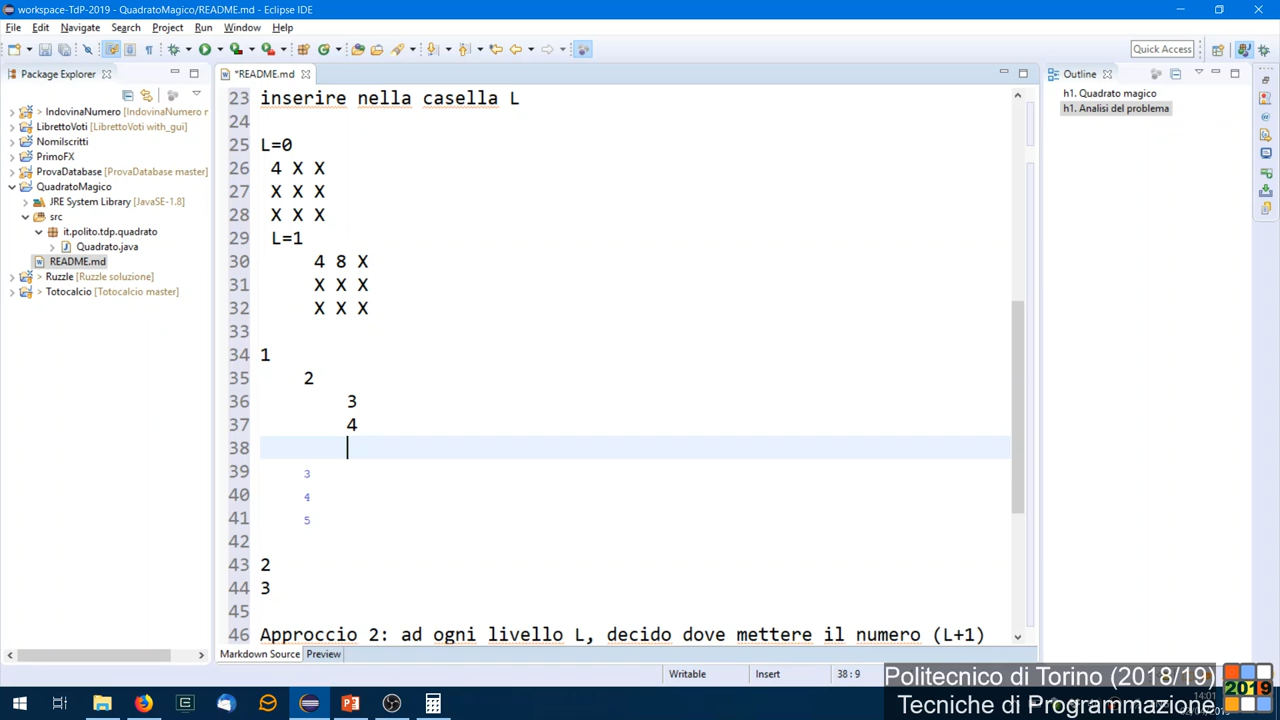 workspace-TdP-2019 - QuadratoMagico/README.md - Eclipse IDE
File Edit Navigate Search Project Run Window Help
Quick Access
Package Explorer
*README.md
Outline
> IndovinaNumero [IndovinaNumero r
LibrettoVoti [LibrettoVoti with_gui]
NomiIscritti
PrimoFX
ProvaDatabase [ProvaDatabase master]
QuadratoMagico
JRE System Library [JavaSE-1.8]
src
it.polito.tdp.quadrato
Quadrato.java
README.md
> Ruzzle [Ruzzle soluzione]
> Totocalcio [Totocalcio master]
23 inserire nella casella L
24
25 L=0
26 4 X X
27 X X X
28 X X X
29 L=1
30 4 8 X
31 X X X
32 X X X
33
34 1
35 2
36 3
37 4
38
39 3
40 4
41 5
42
43 2
44 3
45
46 Approccio 2: ad ogni livello L, decido dove mettere il numero (L+1)
h1. Quadrato magico
h1. Analisi del problema
Markdown Source Preview
Writable Insert 38 : 9
Politecnico di Torino (2018/19)
Tecniche di Programmazione
2019
14:01